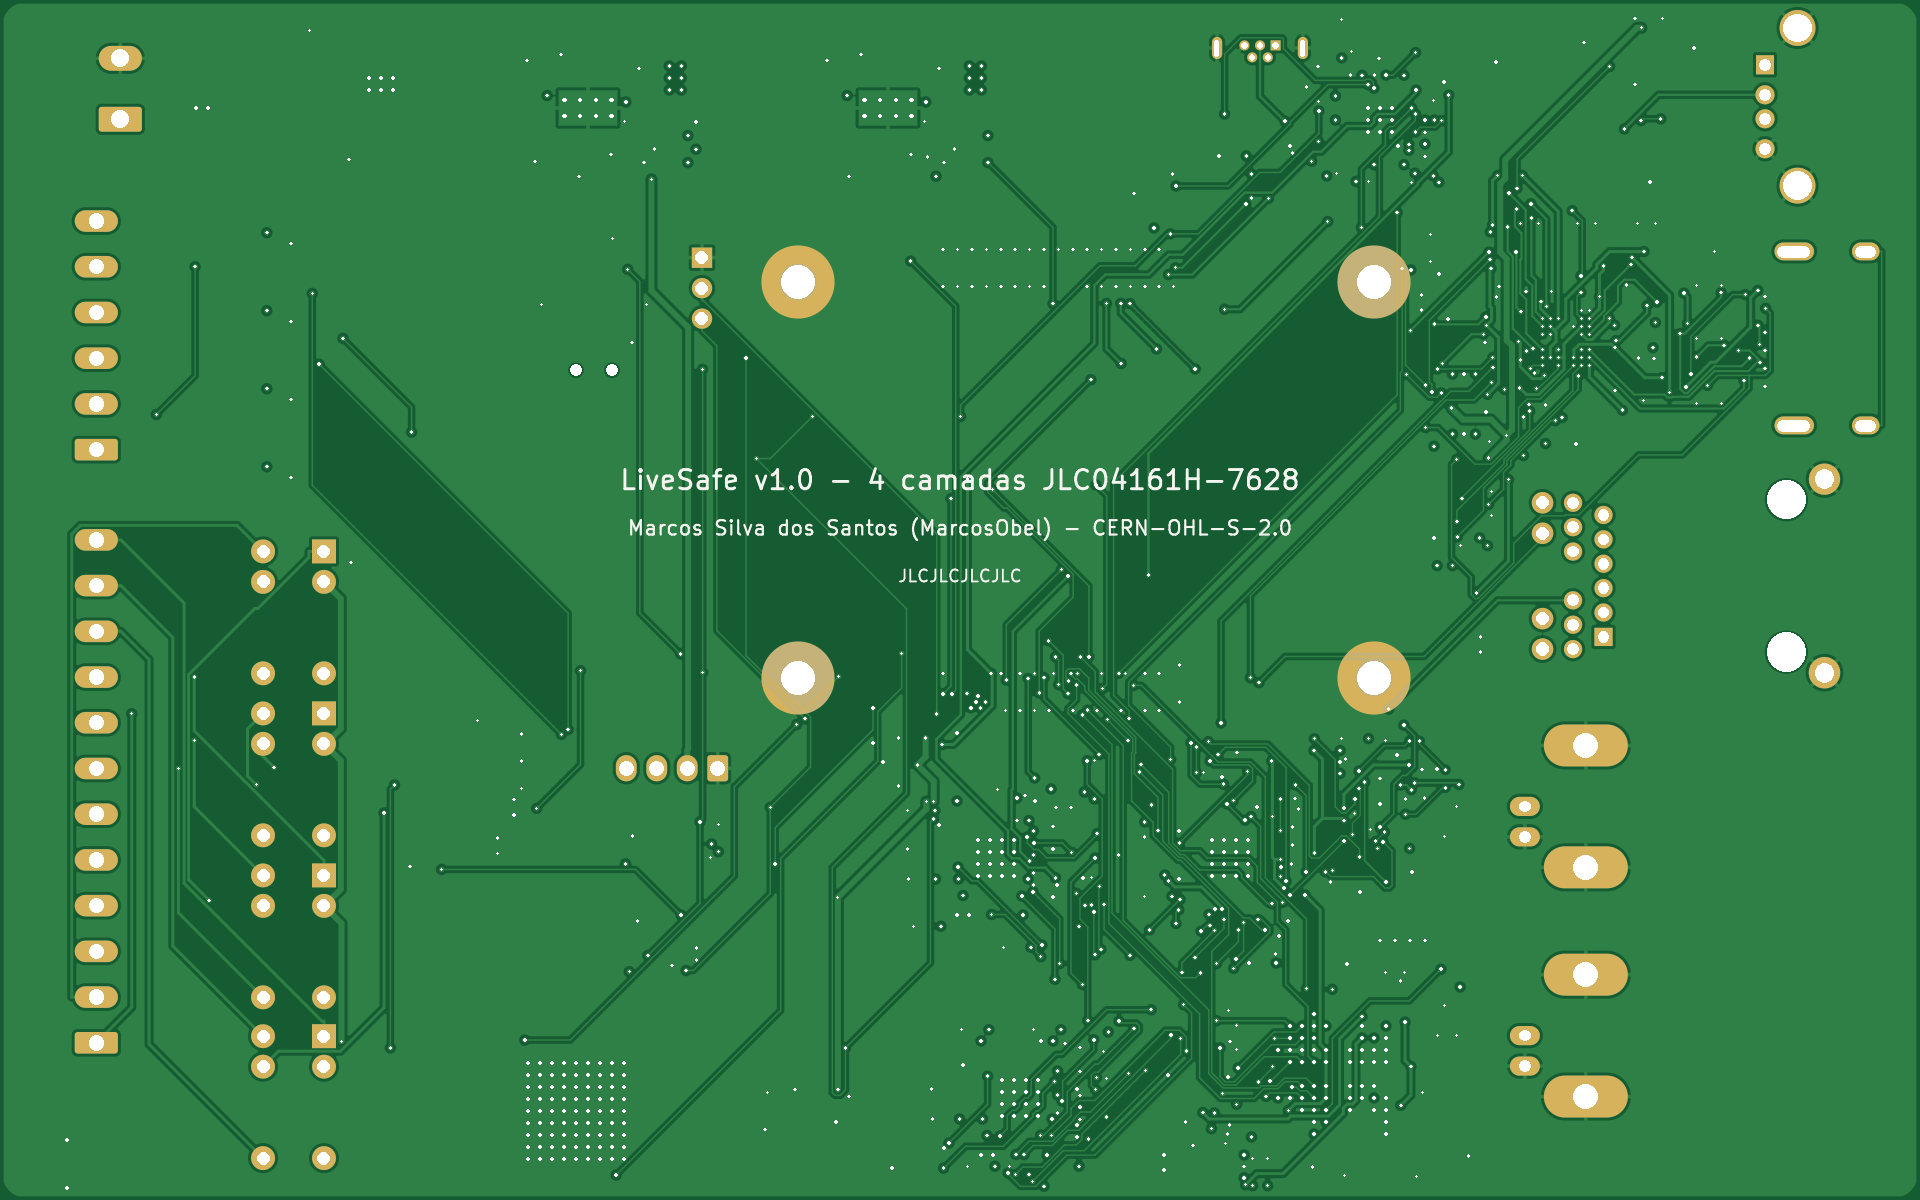 LiveSafe v1.0 - 4 camadas JLC04161H-7628
Marcos Silva dos Santos (MarcosObel) - CERN-OHL-S-2.0
JLCJLCJLCJLC